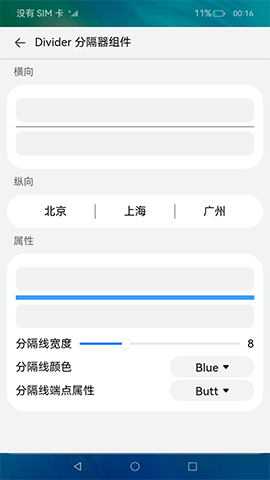 没有 SIM 卡 11% 00:16
Divider 分隔器组件
横向
纵向
北京 上海 广州
属性
分隔线宽度 8
分隔线颜色 Blue
分隔线端点属性 Butt